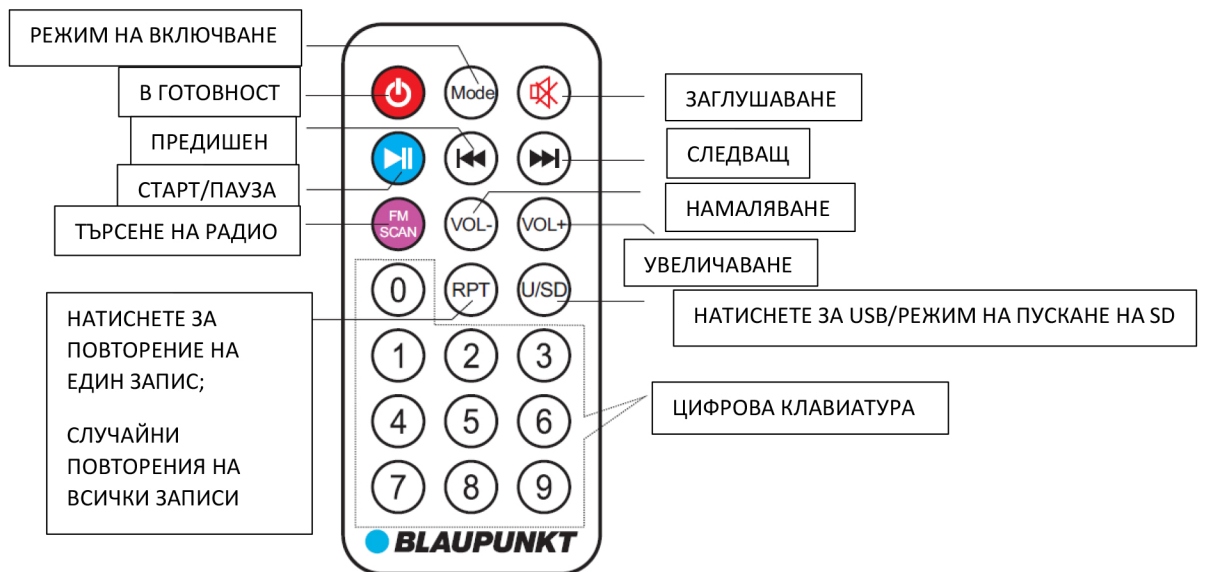 РЕЖИМ НА ВКЛЮЧВАНЕ
В ГОТОВНОСТ
ПРЕДИШЕН
СТАРТ/ПАУЗА
ТЪРСЕНЕ НА РАДИО
НАТИСНЕТЕ ЗА
ПОВТОРЕНИЕ НА
ЕДИН ЗАПИС;
СЛУЧАЙНИ
ПОВТОРЕНИЯ НА
ВСИЧКИ ЗАПИСИ
Mode
FM
SCAN
VOL-
VOL+
0
RPT
U/SD
1
2
3
4
5
6
7
8
9
BLAUPUNKT
ЗАГЛУШАВАНЕ
СЛЕДВАЩ
НАМАЛЯВАНЕ
УВЕЛИЧАВАНЕ
НАТИСНЕТЕ ЗА USB/РЕЖИМ НА ПУСКАНЕ НА SD
ЦИФРОВА КЛАВИАТУРА